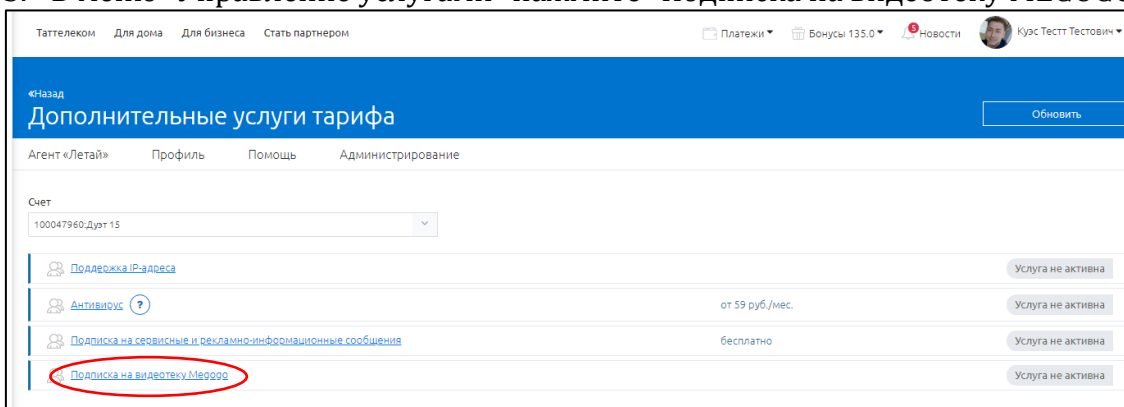 Таттелеком Для дома Для бизнеса Стать партнером Платежи Бонусы 135.0 5 Новости Куэс Тестт Тестович
«Назад
Дополнительные услуги тарифа
Обновить
Агент «Летай» Профиль Помощь Администрирование
Счет
100047960:Дуэт 15
Поддержка IP-адреса Услуга не активна
Антивирус ? от 59 руб./мес. Услуга не активна
Подписка на сервисные и рекламно-информационные сообщения бесплатно Услуга не активна
Подписка на видеотеку Megogo Услуга не активна